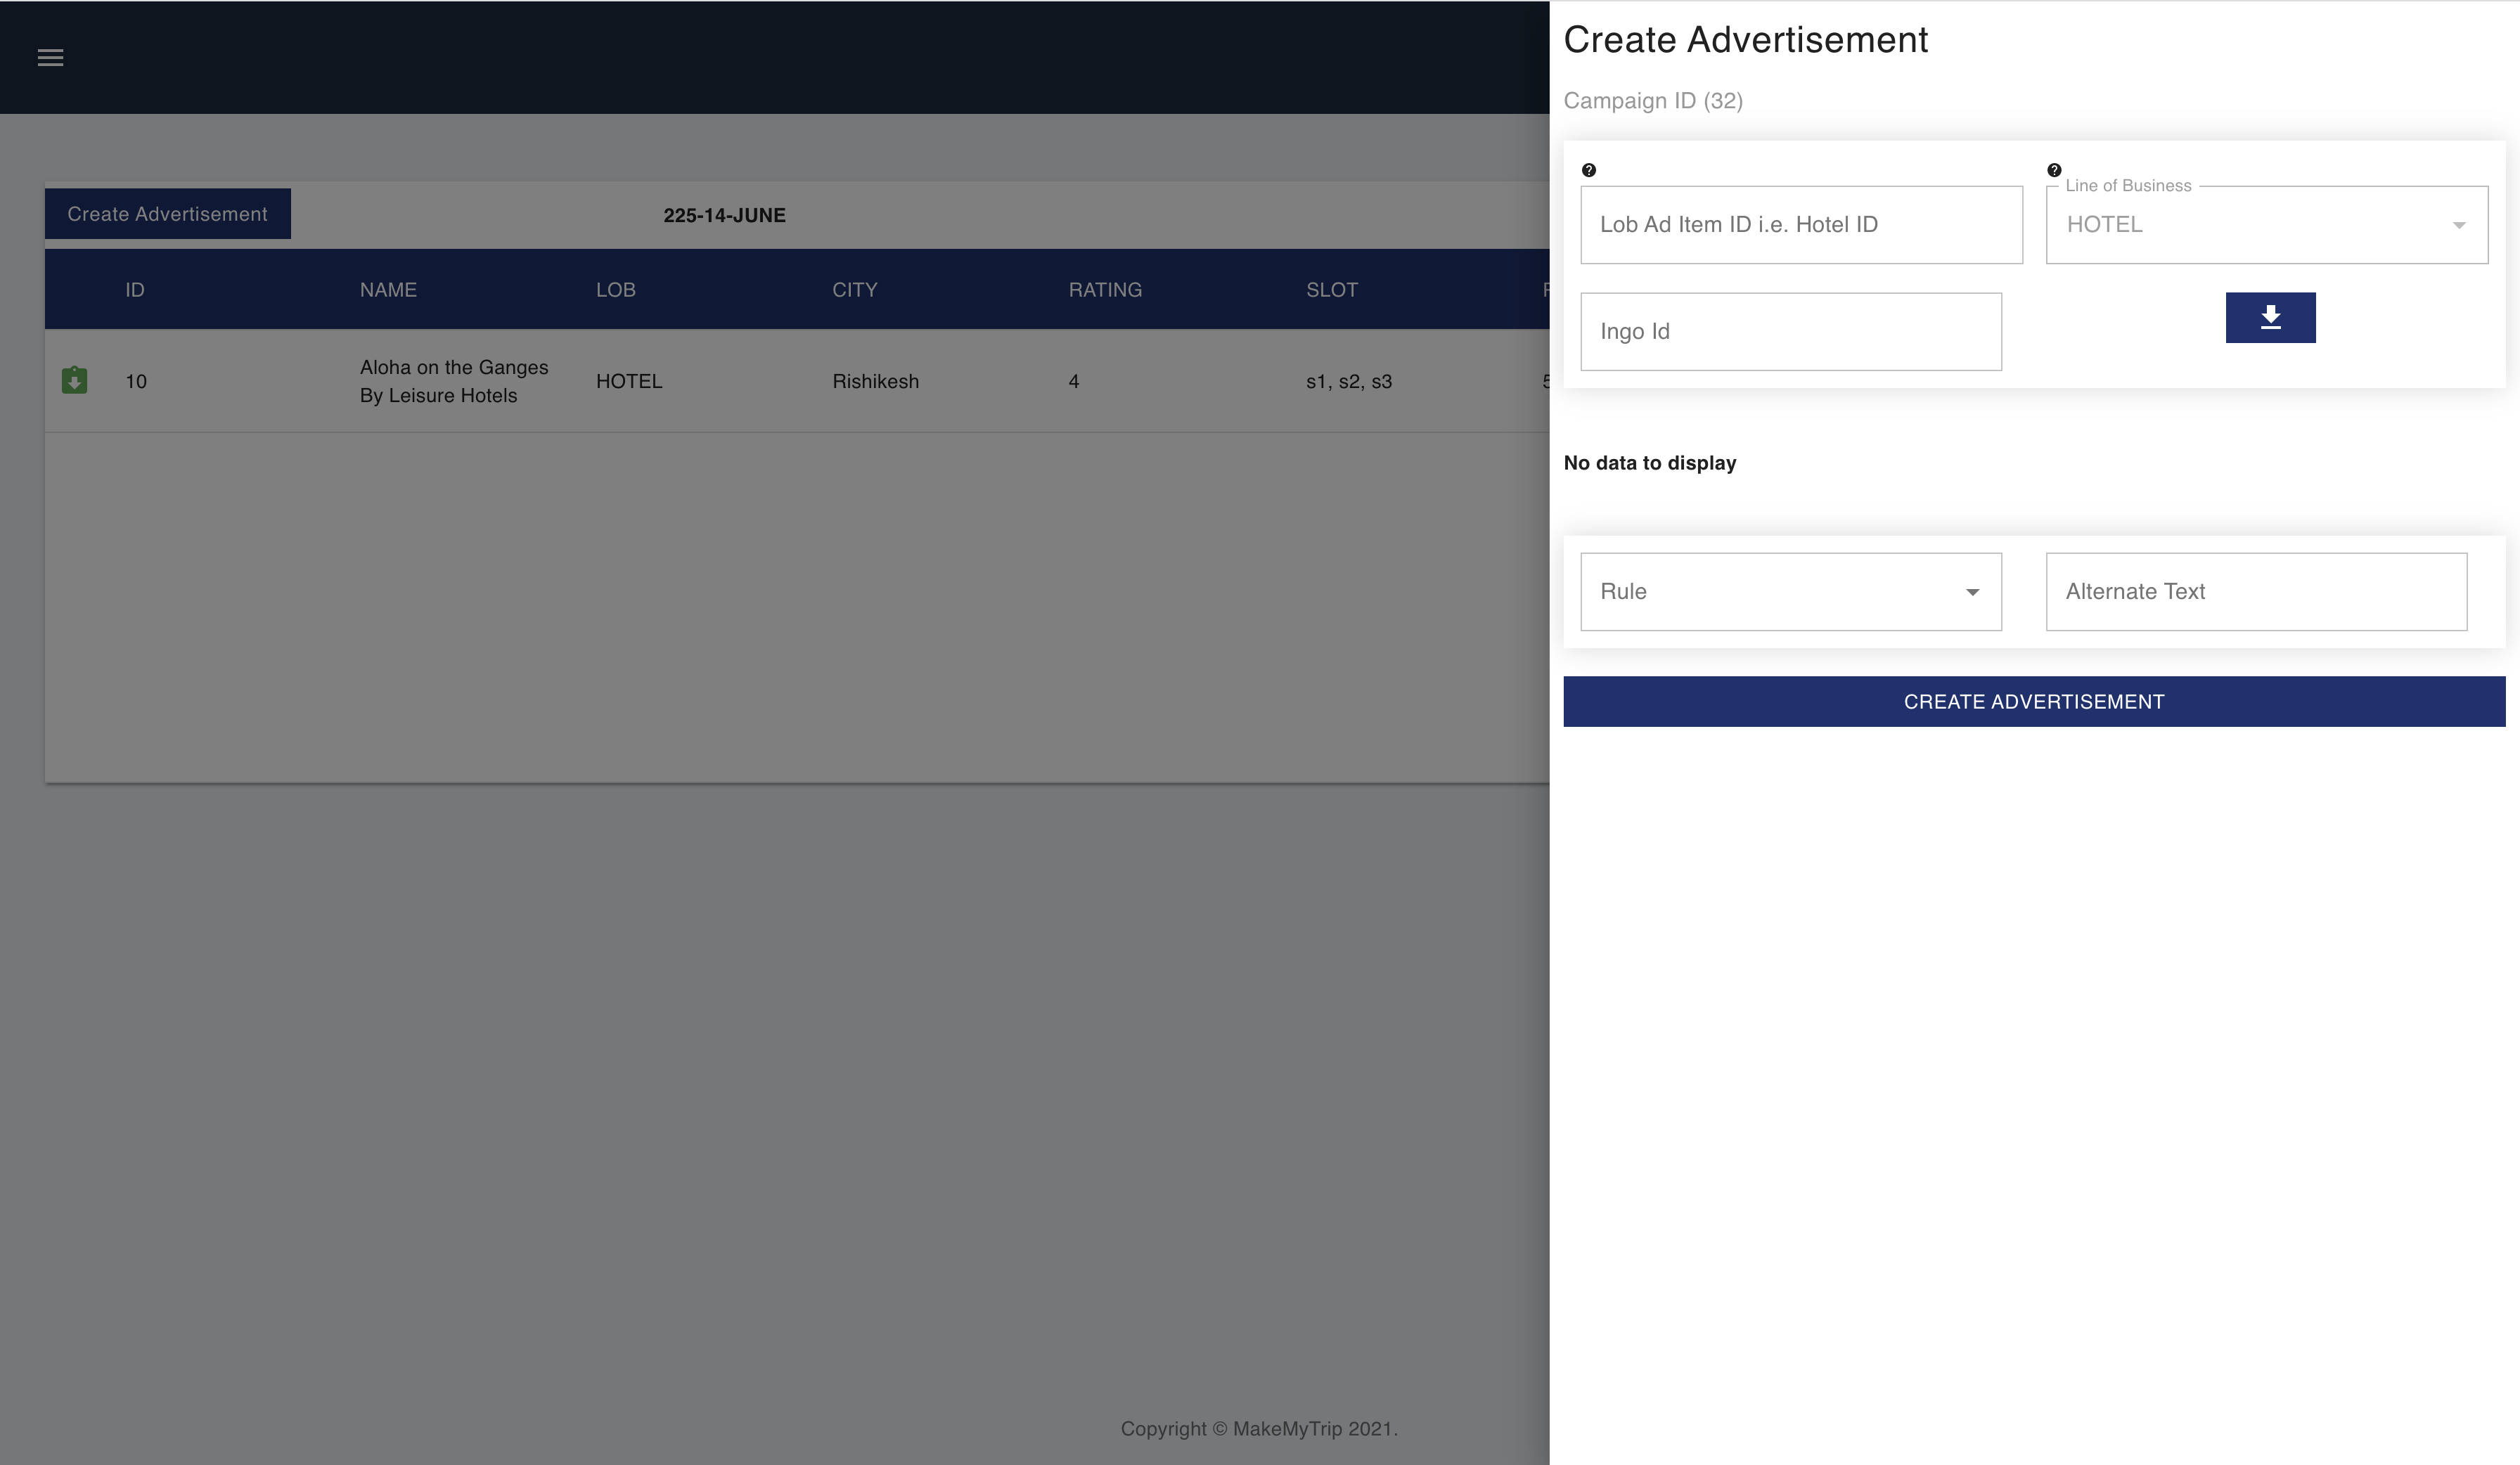 Create Advertisement
225-14-JUNE
ID NAME LOB CITY RATING SLOT
10 Aloha on the Ganges HOTEL Rishikesh 4 s1, s2, s3
By Leisure Hotels
Copyright © MakeMyTrip 2021.
Create Advertisement
Campaign ID (32)
Lob Ad Item ID i.e. Hotel ID
Line of Business
HOTEL
Ingo Id
No data to display
Rule
Alternate Text
CREATE ADVERTISEMENT